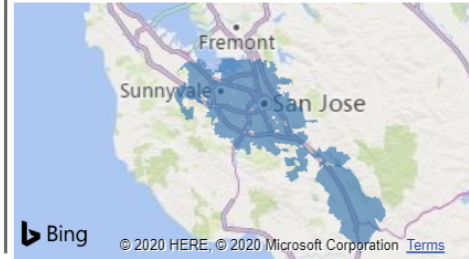 Fremont
Sunnyvale
San Jose
Bing
© 2020 HERE, © 2020 Microsoft Corporation Terms